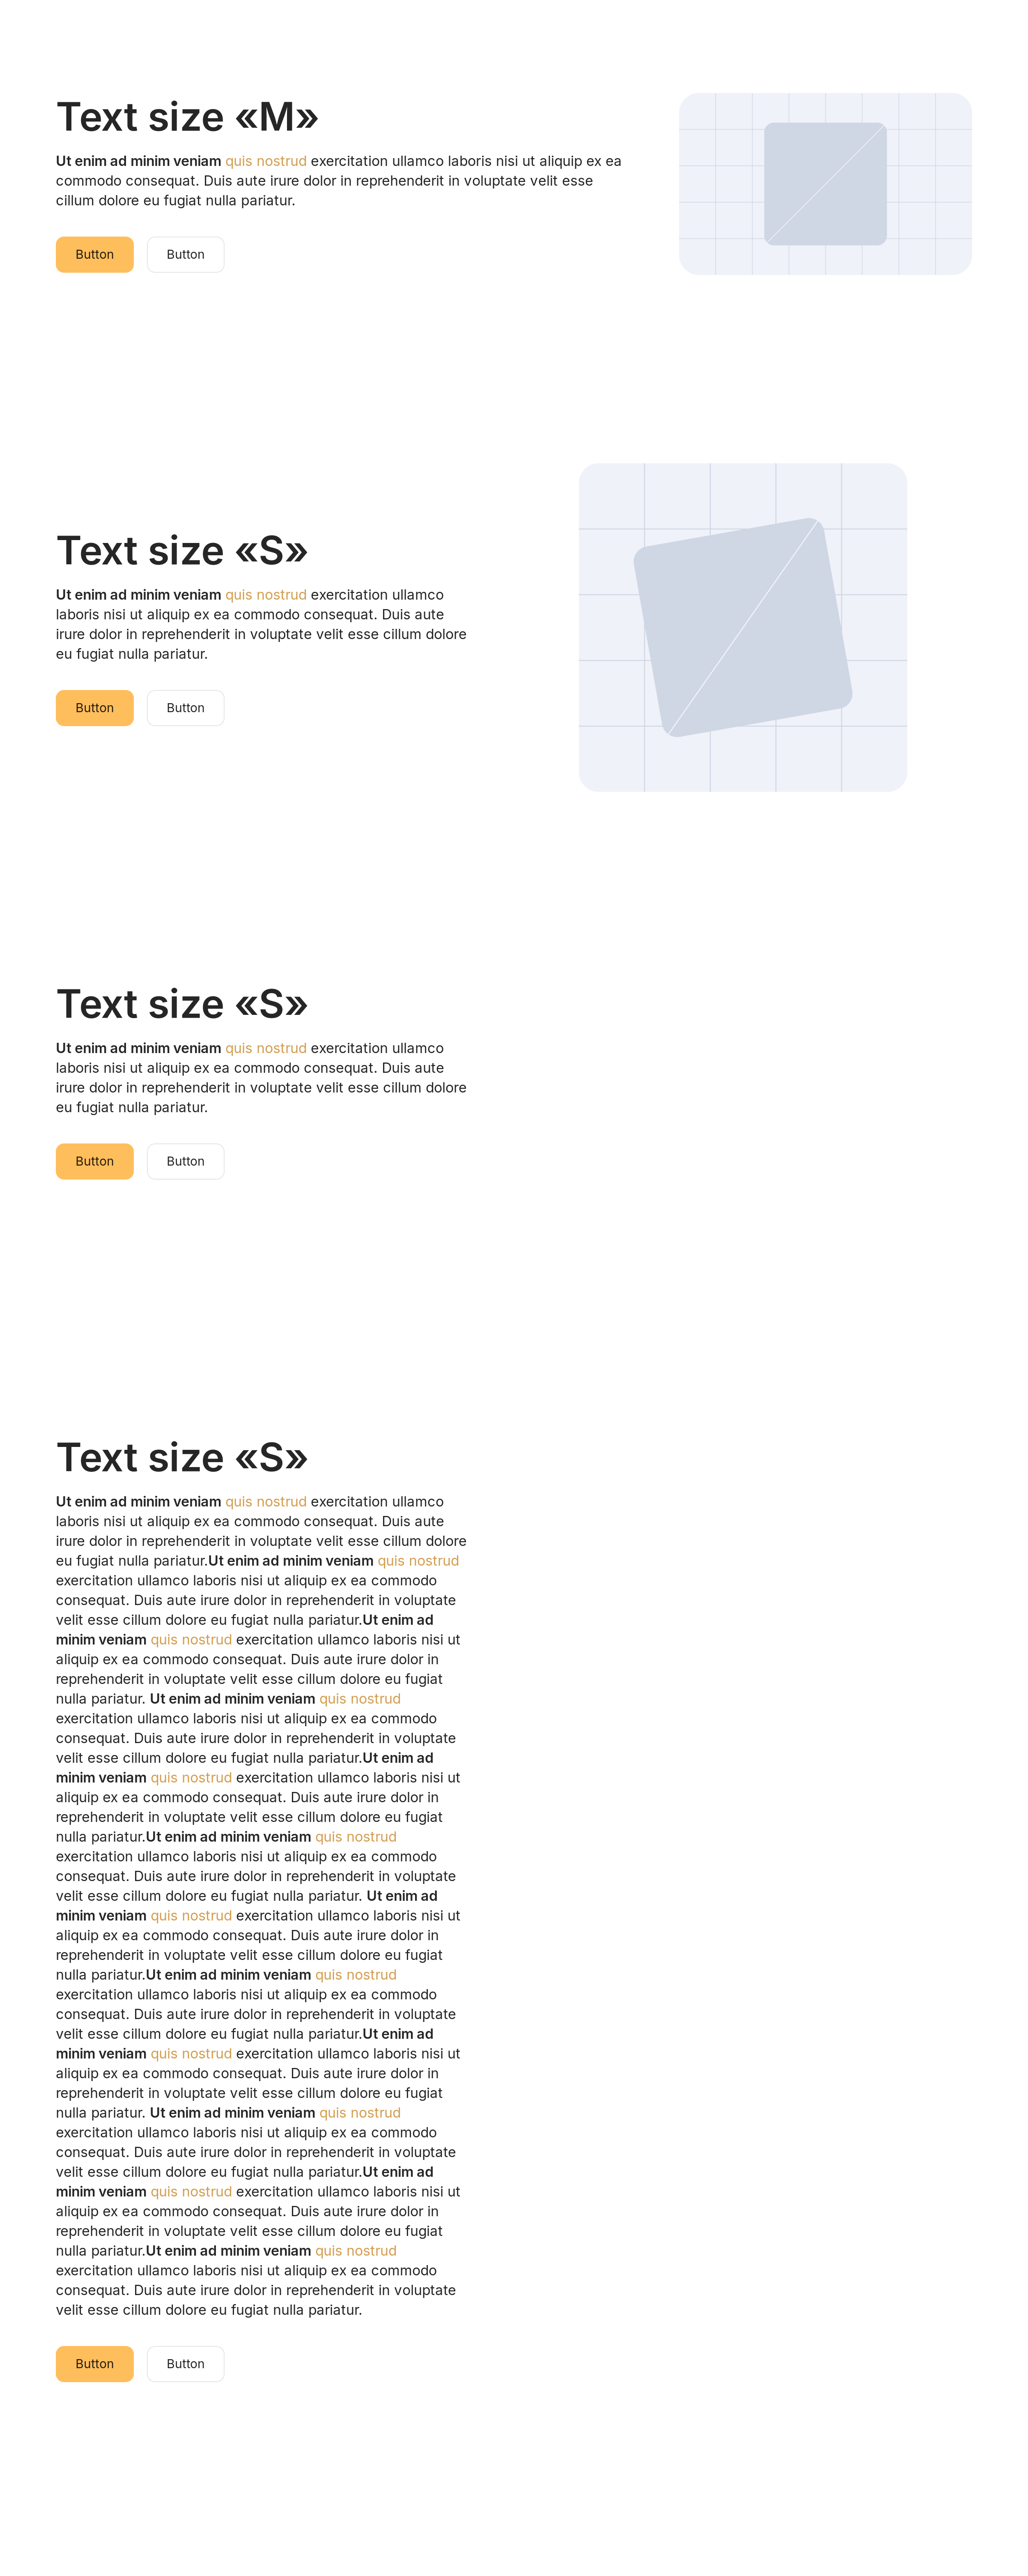 Text size «M»
Ut enim ad minim veniam quis nostrud exercitation ullamco laboris nisi ut aliquip ex ea
commodo consequat. Duis aute irure dolor in reprehenderit in voluptate velit esse
cillum dolore eu fugiat nulla pariatur.
Button Button
Text size «S»
Ut enim ad minim veniam quis nostrud exercitation ullamco
laboris nisi ut aliquip ex ea commodo consequat. Duis aute
irure dolor in reprehenderit in voluptate velit esse cillum dolore
eu fugiat nulla pariatur.
Button Button
Text size «S»
Ut enim ad minim veniam quis nostrud exercitation ullamco
laboris nisi ut aliquip ex ea commodo consequat. Duis aute
irure dolor in reprehenderit in voluptate velit esse cillum dolore
eu fugiat nulla pariatur.
Button Button
Text size «S»
Ut enim ad minim veniam quis nostrud exercitation ullamco
laboris nisi ut aliquip ex ea commodo consequat. Duis aute
irure dolor in reprehenderit in voluptate velit esse cillum dolore
eu fugiat nulla pariatur.Ut enim ad minim veniam quis nostrud
exercitation ullamco laboris nisi ut aliquip ex ea commodo
consequat. Duis aute irure dolor in reprehenderit in voluptate
velit esse cillum dolore eu fugiat nulla pariatur.Ut enim ad
minim veniam quis nostrud exercitation ullamco laboris nisi ut
aliquip ex ea commodo consequat. Duis aute irure dolor in
reprehenderit in voluptate velit esse cillum dolore eu fugiat
nulla pariatur. Ut enim ad minim veniam quis nostrud
exercitation ullamco laboris nisi ut aliquip ex ea commodo
consequat. Duis aute irure dolor in reprehenderit in voluptate
velit esse cillum dolore eu fugiat nulla pariatur.Ut enim ad
minim veniam quis nostrud exercitation ullamco laboris nisi ut
aliquip ex ea commodo consequat. Duis aute irure dolor in
reprehenderit in voluptate velit esse cillum dolore eu fugiat
nulla pariatur.Ut enim ad minim veniam quis nostrud
exercitation ullamco laboris nisi ut aliquip ex ea commodo
consequat. Duis aute irure dolor in reprehenderit in voluptate
velit esse cillum dolore eu fugiat nulla pariatur. Ut enim ad
minim veniam quis nostrud exercitation ullamco laboris nisi ut
aliquip ex ea commodo consequat. Duis aute irure dolor in
reprehenderit in voluptate velit esse cillum dolore eu fugiat
nulla pariatur.Ut enim ad minim veniam quis nostrud
exercitation ullamco laboris nisi ut aliquip ex ea commodo
consequat. Duis aute irure dolor in reprehenderit in voluptate
velit esse cillum dolore eu fugiat nulla pariatur.Ut enim ad
minim veniam quis nostrud exercitation ullamco laboris nisi ut
aliquip ex ea commodo consequat. Duis aute irure dolor in
reprehenderit in voluptate velit esse cillum dolore eu fugiat
nulla pariatur. Ut enim ad minim veniam quis nostrud
exercitation ullamco laboris nisi ut aliquip ex ea commodo
consequat. Duis aute irure dolor in reprehenderit in voluptate
velit esse cillum dolore eu fugiat nulla pariatur.Ut enim ad
minim veniam quis nostrud exercitation ullamco laboris nisi ut
aliquip ex ea commodo consequat. Duis aute irure dolor in
reprehenderit in voluptate velit esse cillum dolore eu fugiat
nulla pariatur.Ut enim ad minim veniam quis nostrud
exercitation ullamco laboris nisi ut aliquip ex ea commodo
consequat. Duis aute irure dolor in reprehenderit in voluptate
velit esse cillum dolore eu fugiat nulla pariatur.
Button Button